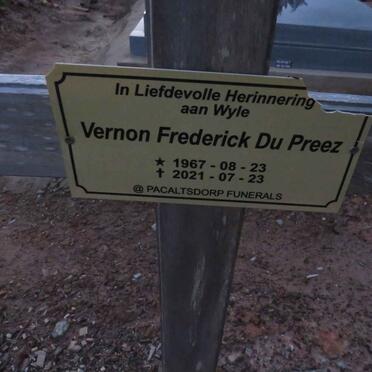 In Liefdevolle Herinnering
aan Wyle
Vernon Frederick Du Preez
★ 1967 - 08 - 23
✝ 2021 - 07 - 23
@ PACALTSDORP FUNERALS